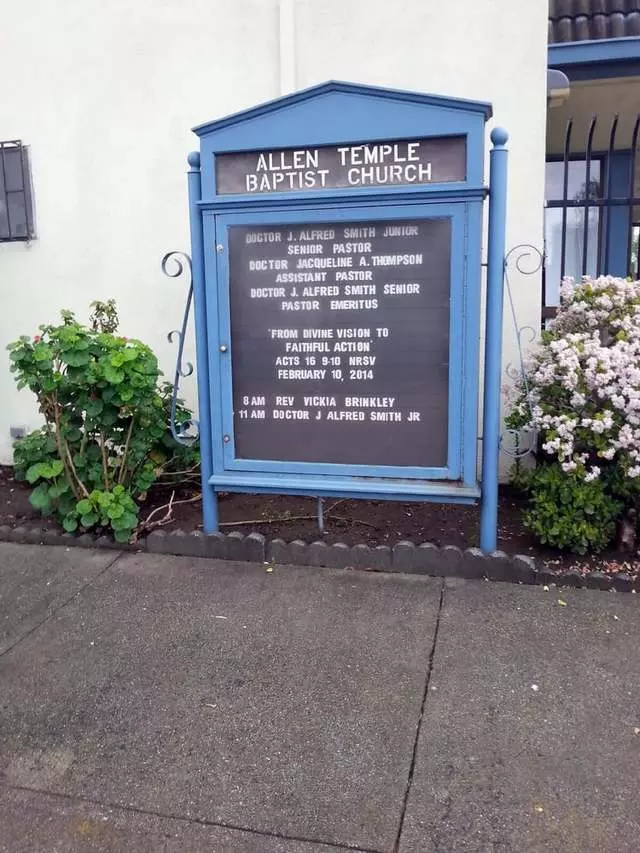 ALLEN TEMPLE
BAPTIST CHURCH
DOCTOR J. ALFRED SMITH JUNIOR
SENIOR PASTOR
DOCTOR JACQUELINE A. THOMPSON
ASSISTANT PASTOR
DOCTOR J. ALFRED SMITH SENIOR
PASTOR EMERITUS
'FROM DIVINE VISION TO
FAITHFUL ACTION'
ACTS 16 9-10 NRSV
FEBRUARY 10, 2014
8 AM REV VICKIA BRINKLEY
11 AM DOCTOR J ALFRED SMITH JR